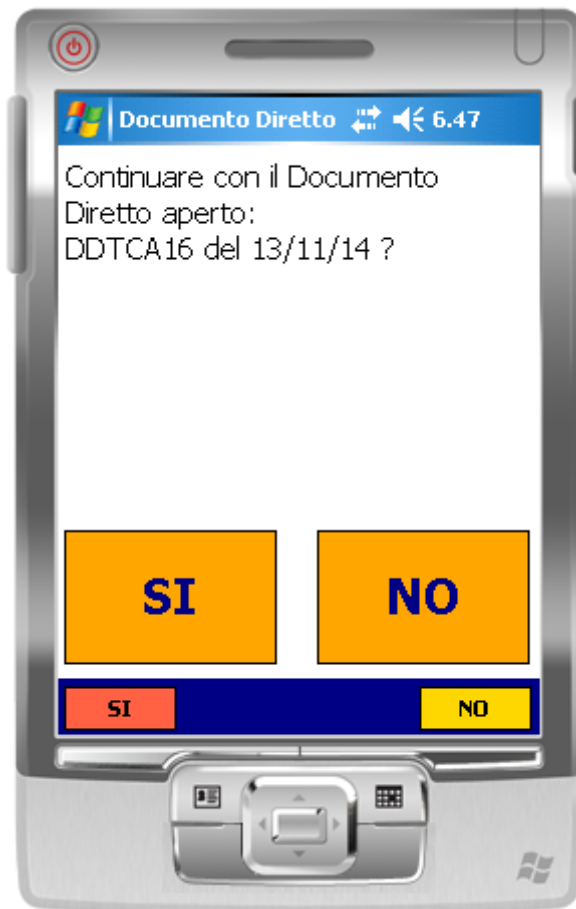 Documento Diretto 6.47
Continuare con il Documento
Diretto aperto:
DDTCA16 del 13/11/14 ?
SI NO
SI NO